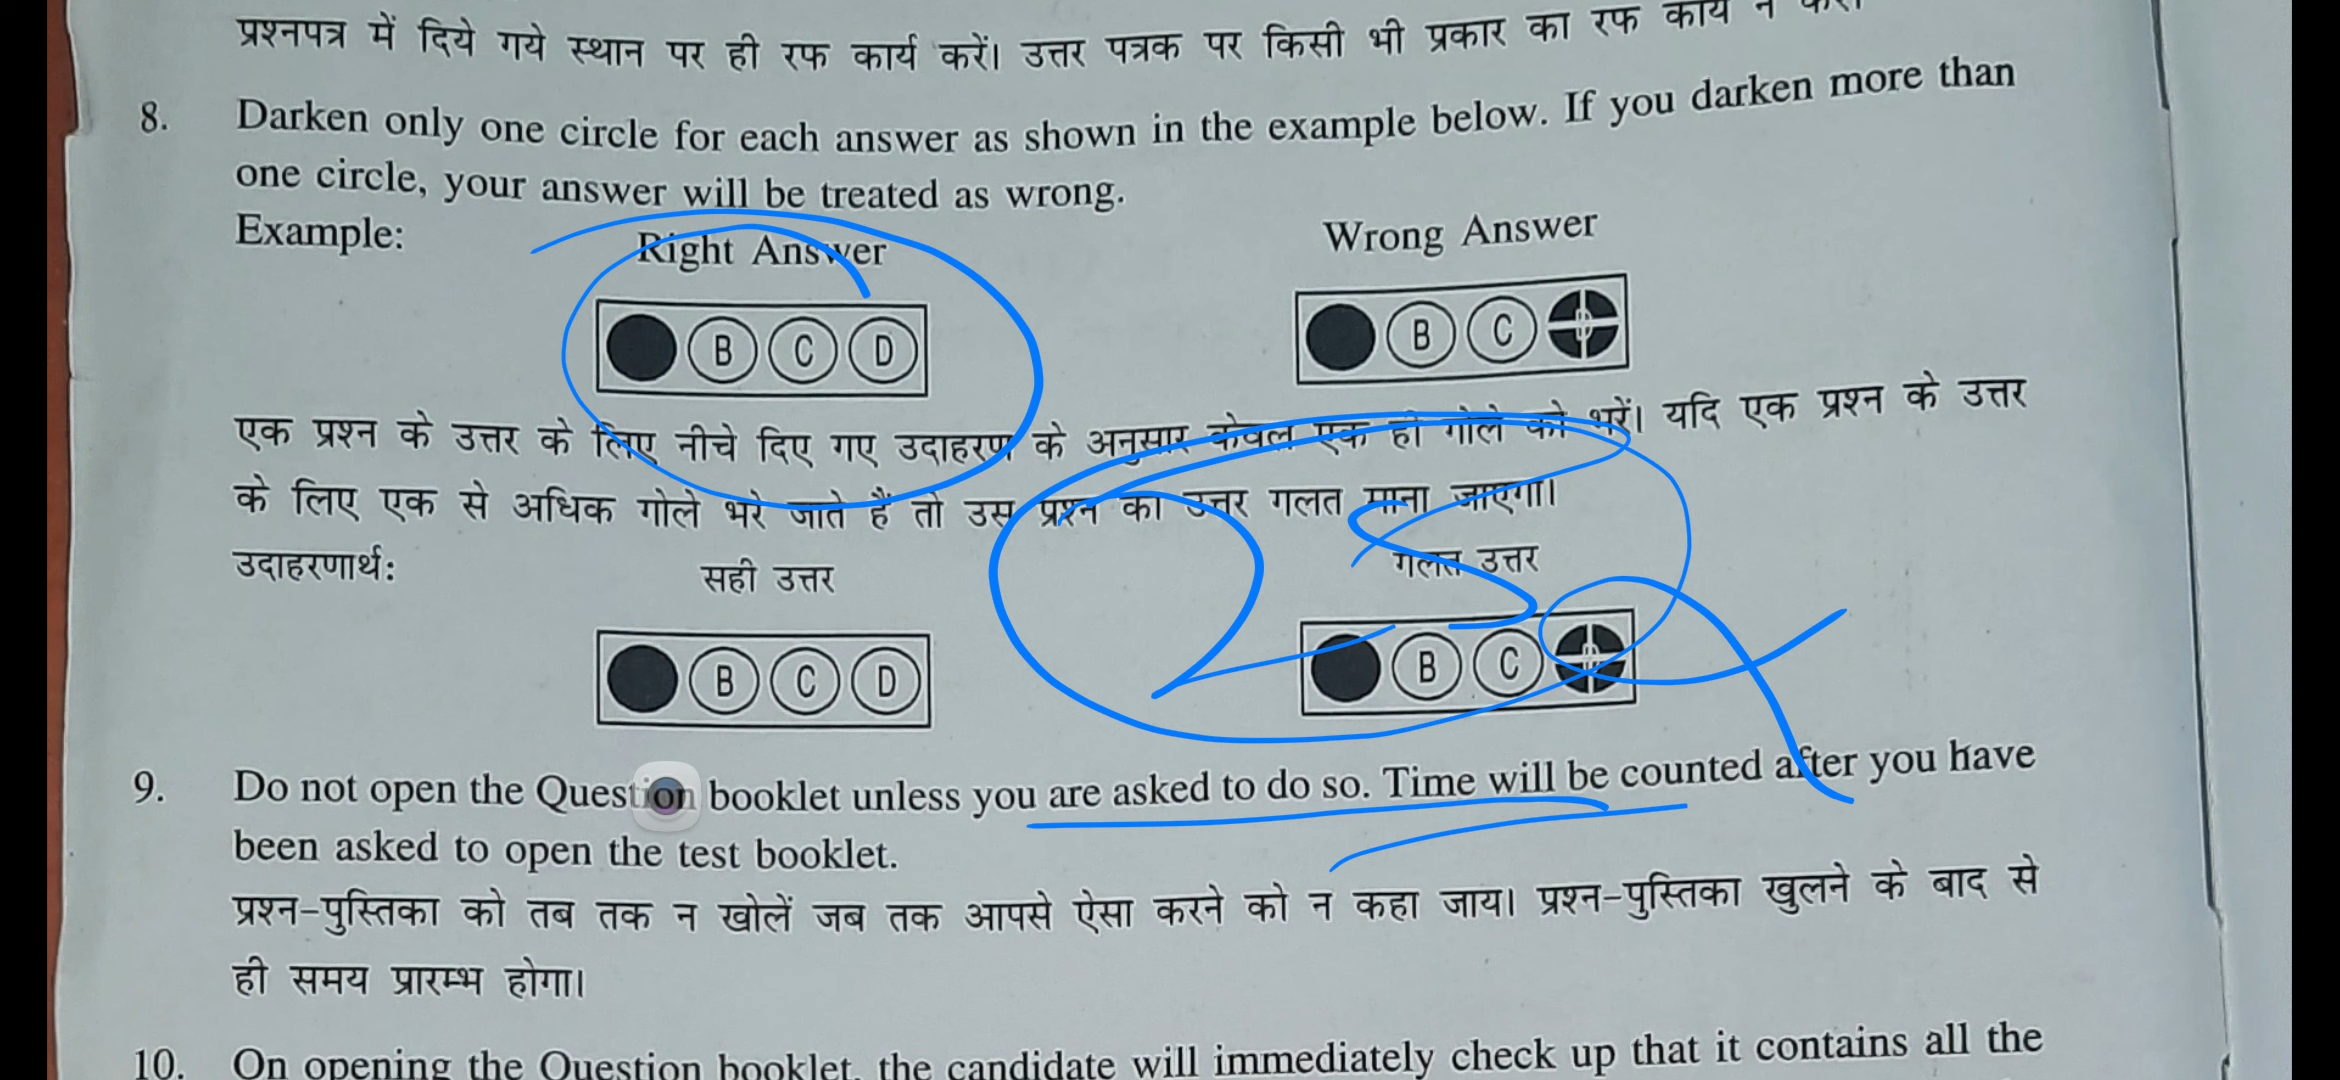 प्रश्नपत्र में दिये गये स्थान पर ही रफ कार्य करें। उत्तर पत्रक पर किसी भी प्रकार का रफ कार्य न
8. Darken only one circle for each answer as shown in the example below. If you darken more than
one circle, your answer will be treated as wrong.
Example: Right Answer Wrong Answer
B C D B C
एक प्रश्न के उत्तर के लिए नीचे दिए गए उदाहरण के अनुसार केवल एक ही गोले को भरें। यदि एक प्रश्न के उत्तर
के लिए एक से अधिक गोले भरे जाते हैं तो उस प्रश्न का उत्तर गलत माना जाएगा।
उदाहरणार्थः सही उत्तर गलत उत्तर
B C D B C
9. Do not open the Question booklet unless you are asked to do so. Time will be counted after you have
been asked to open the test booklet.
प्रश्न-पुस्तिका को तब तक न खोलें जब तक आपसे ऐसा करने को न कहा जाय। प्रश्न-पुस्तिका खुलने के बाद से
ही समय प्रारम्भ होगा।
10. On opening the Question booklet, the candidate will immediately check up that it contains all the